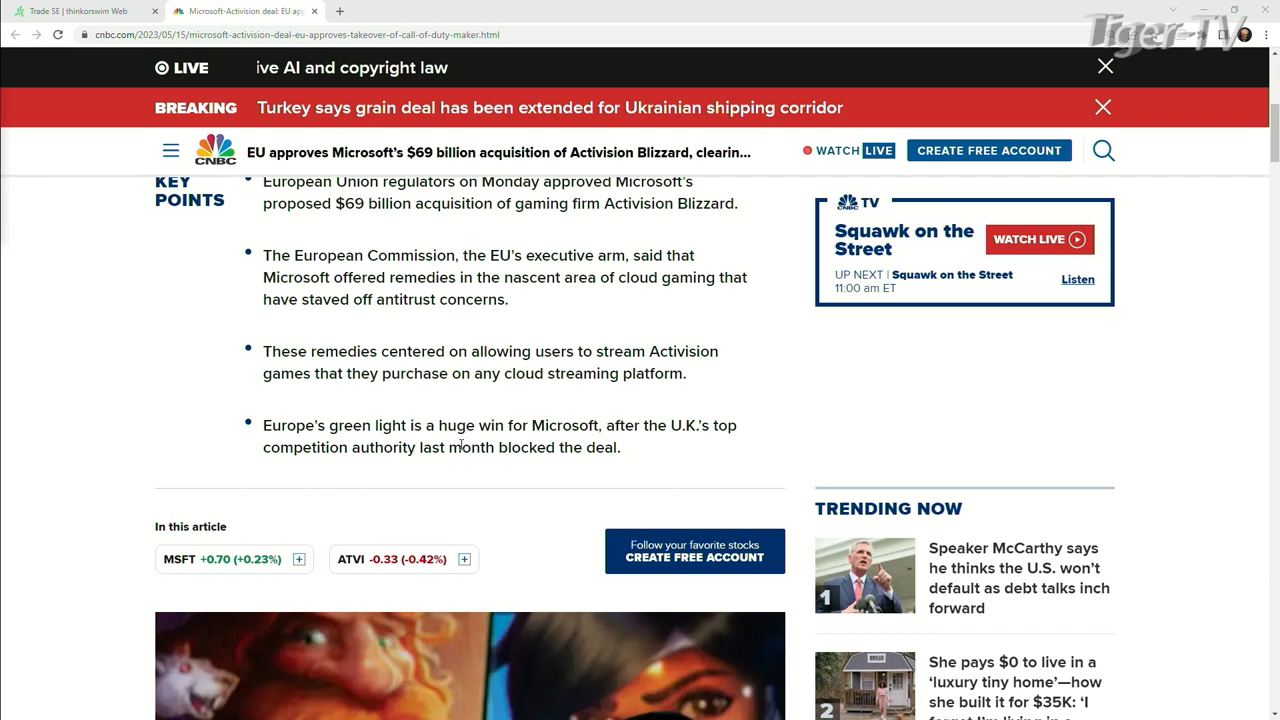 Trade SE | thinkorswim Web
Microsoft-Activision deal: EU ap
Tiger-TV
cnbc.com/2023/05/15/microsoft-activision-deal-eu-approves-takeover-of-call-of-duty-maker.html
LIVE
ive AI and copyright law
BREAKING
Turkey says grain deal has been extended for Ukrainian shipping corridor
CNBC
EU approves Microsoft's $69 billion acquisition of Activision Blizzard, clearin...
WATCH LIVE
CREATE FREE ACCOUNT
KEY
POINTS
European Union regulators on Monday approved Microsoft's
proposed $69 billion acquisition of gaming firm Activision Blizzard.
The European Commission, the EU's executive arm, said that
Microsoft offered remedies in the nascent area of cloud gaming that
have staved off antitrust concerns.
These remedies centered on allowing users to stream Activision
games that they purchase on any cloud streaming platform.
Europe's green light is a huge win for Microsoft, after the U.K.'s top
competition authority last month blocked the deal.
In this article
MSFT +0.70 (+0.23%)
ATVI -0.33 (-0.42%)
Follow your favorite stocks
CREATE FREE ACCOUNT
CNBC TV
Squawk on the
Street
WATCH LIVE
UP NEXT | Squawk on the Street
11:00 am ET
Listen
TRENDING NOW
1
Speaker McCarthy says
he thinks the U.S. won't
default as debt talks inch
forward
2
She pays $0 to live in a
'luxury tiny home'—how
she built it for $35K: 'I